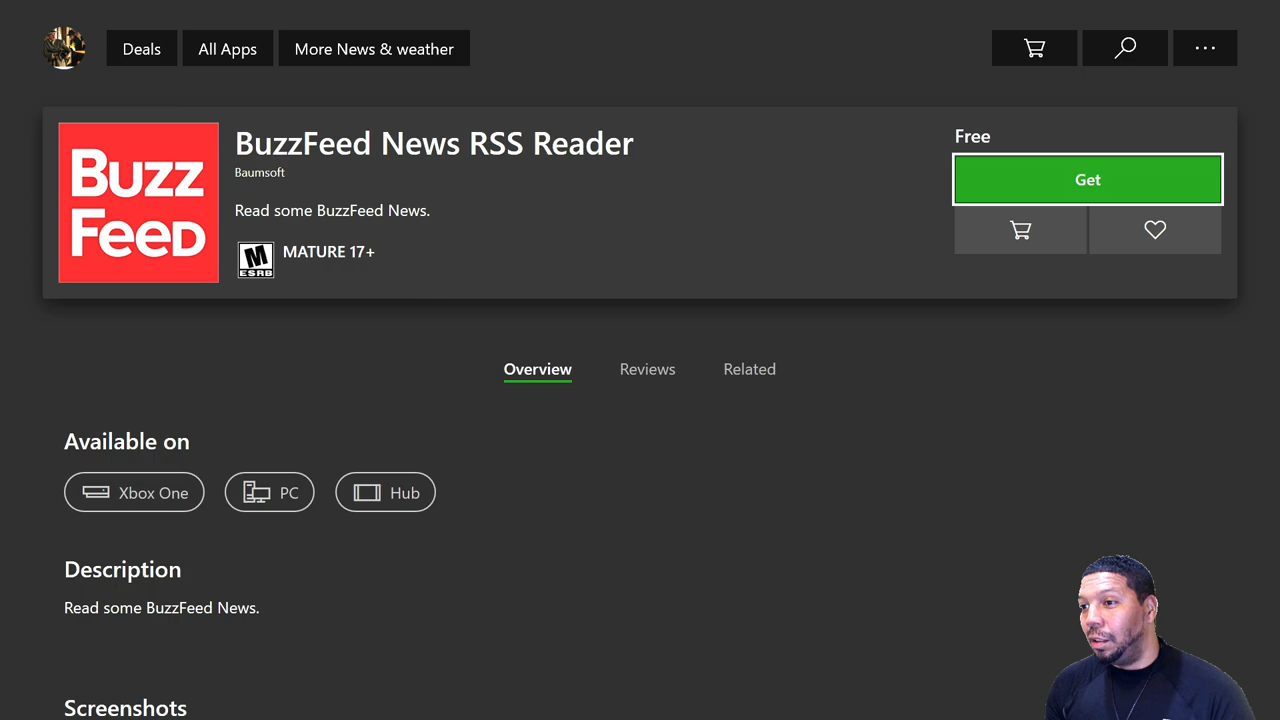 Deals
All Apps
More News & weather
Buzz
Feed
BuzzFeed News RSS Reader
Baumsoft
Read some BuzzFeed News.
M
ESRB
MATURE 17+
Free
Get
Overview
Reviews
Related
Available on
Xbox One
PC
Hub
Description
Read some BuzzFeed News.
Screenshots